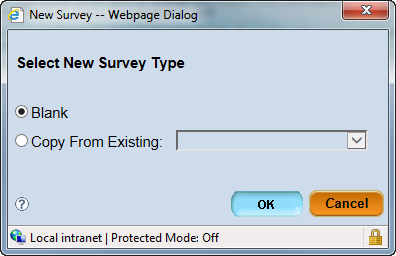 New Survey -- Webpage Dialog
Select New Survey Type
Blank
Copy From Existing:
? OK Cancel
Local intranet | Protected Mode: Off